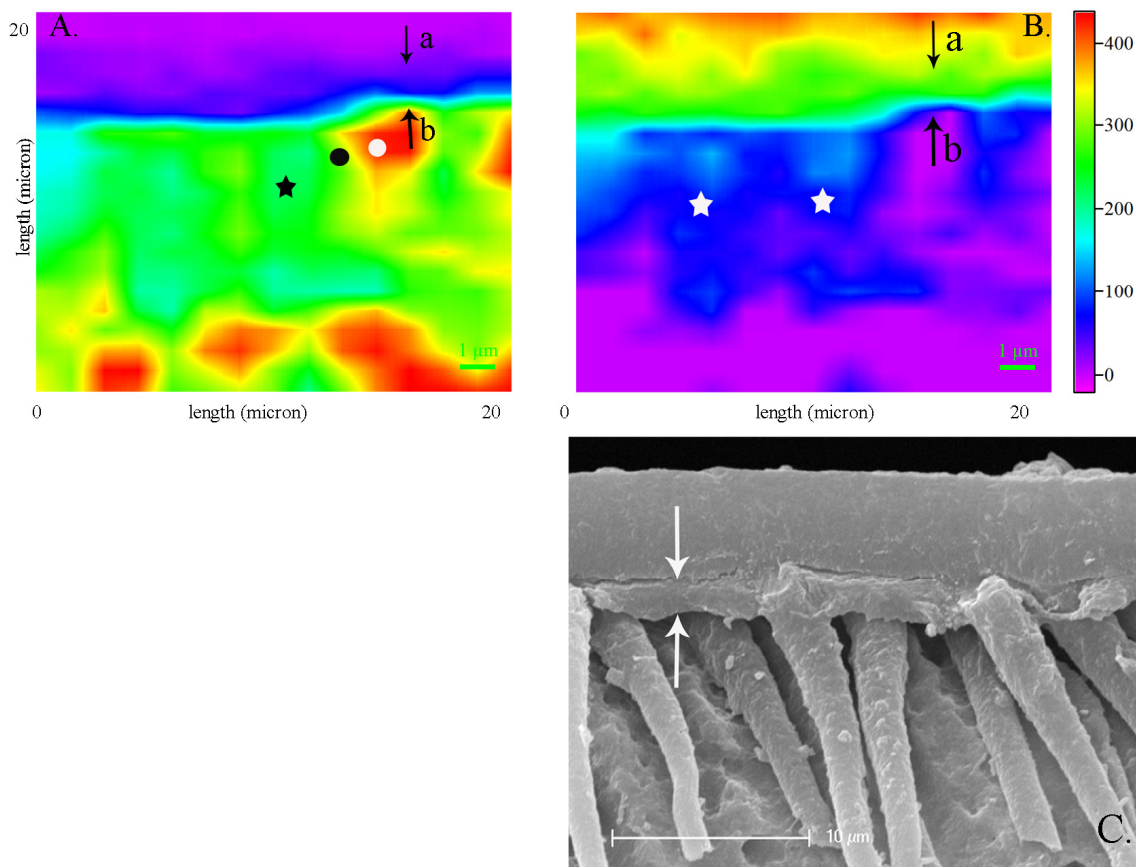 20
A.
a
b
length (micron)
1 μm
0
length (micron)
20
B.
a
b
1 μm
0
length (micron)
20
400
300
200
100
0
10 μm
C.